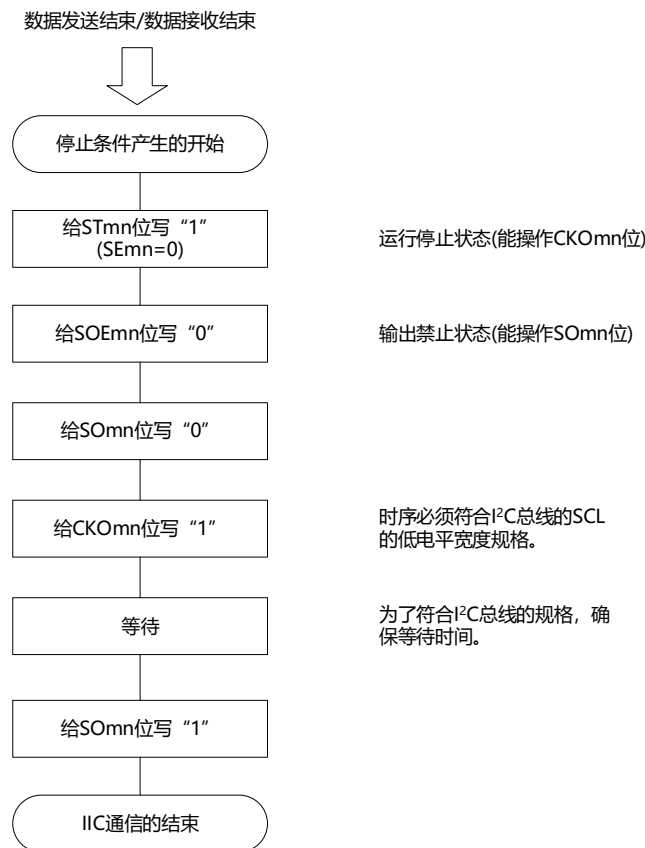 数据发送结束/数据接收结束
停止条件产生的开始
给STmn位写“1”
(SEmn=0)
运行停止状态(能操作CKOmn位)
给SOEmn位写“0”
输出禁止状态(能操作SOmn位)
给SOmn位写“0”
给CKOmn位写“1”
时序必须符合I²C总线的SCL
的低电平宽度规格。
等待
为了符合I²C总线的规格，确
保等待时间。
给SOmn位写“1”
IIC通信的结束